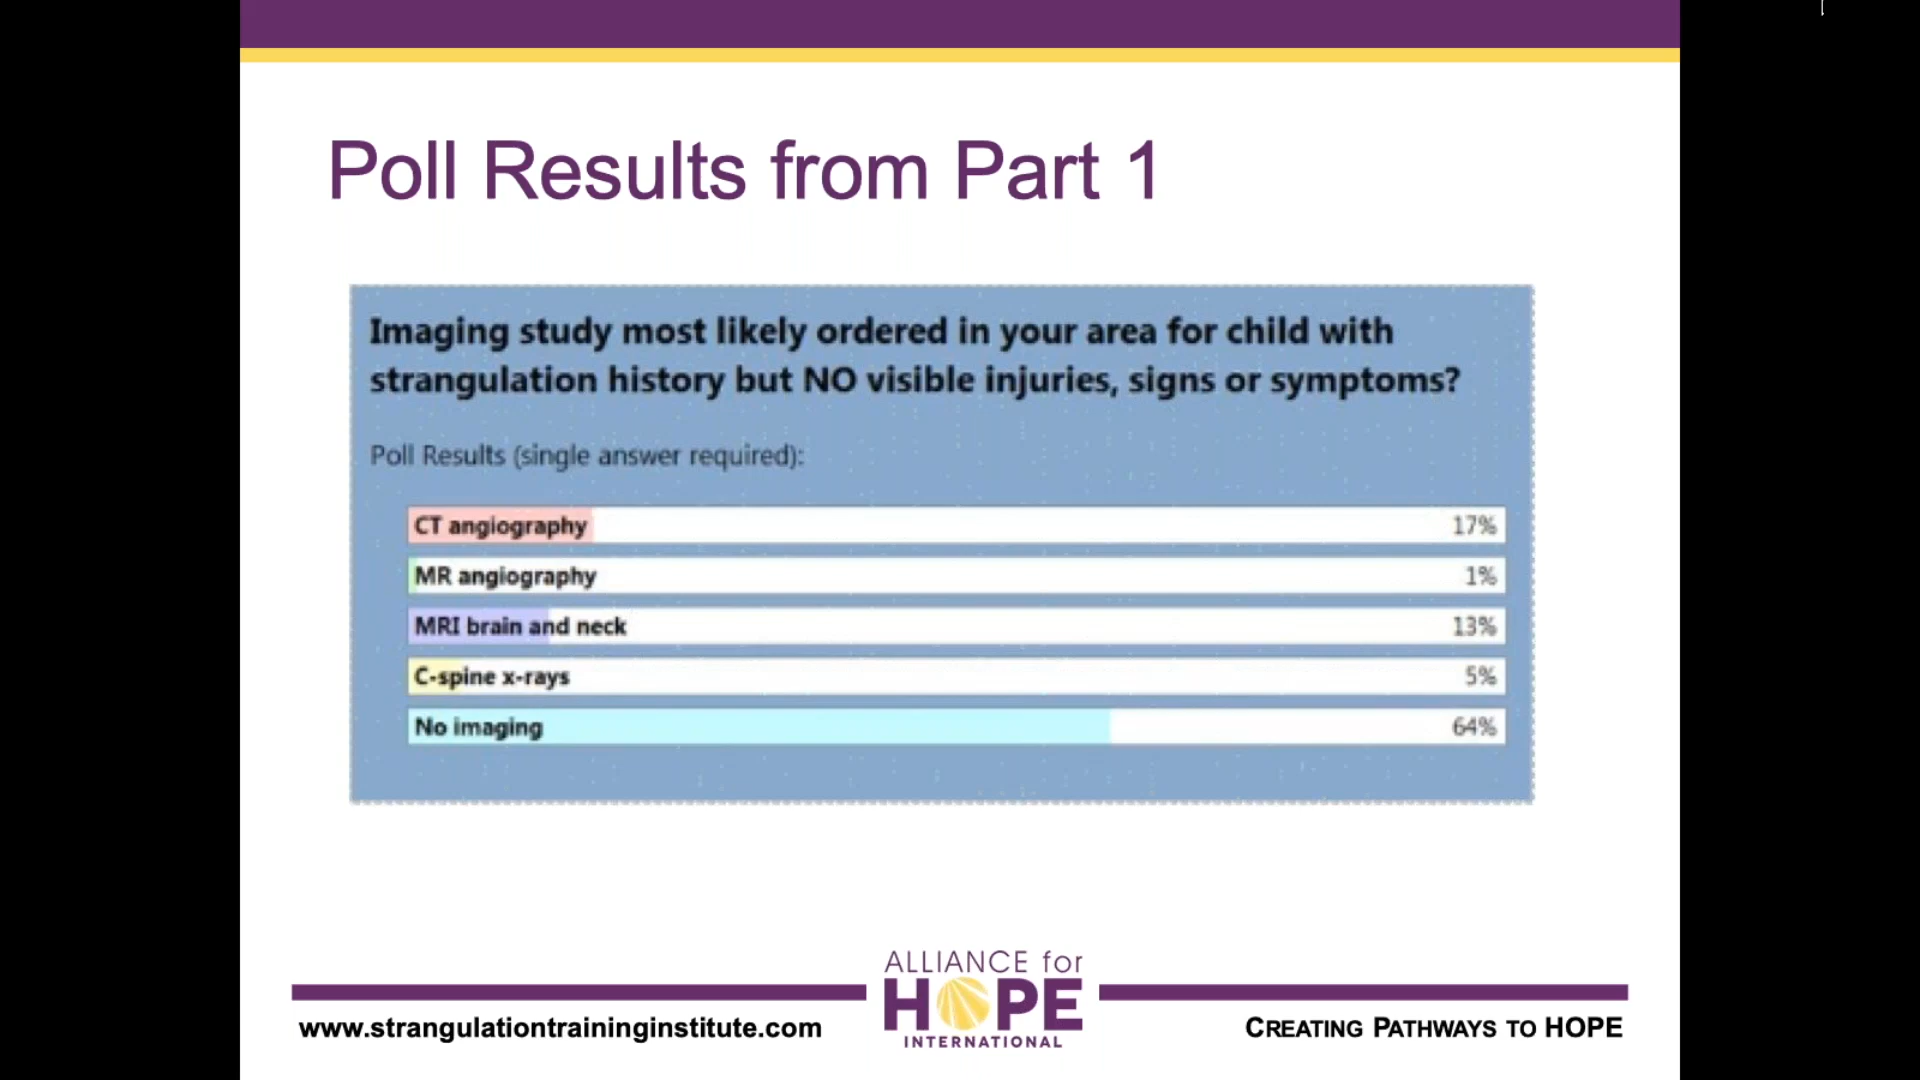 Poll Results from Part 1
Imaging study most likely ordered in your area for child with
strangulation history but NO visible injuries, signs or symptoms?
Poll Results (single answer required):
CT angiography 17%
MR angiography 1%
MRI brain and neck 13%
C-spine x-rays 5%
No imaging 64%
ALLIANCE for
HOPE
INTERNATIONAL
www.strangulationtraininginstitute.com
CREATING PATHWAYS TO HOPE